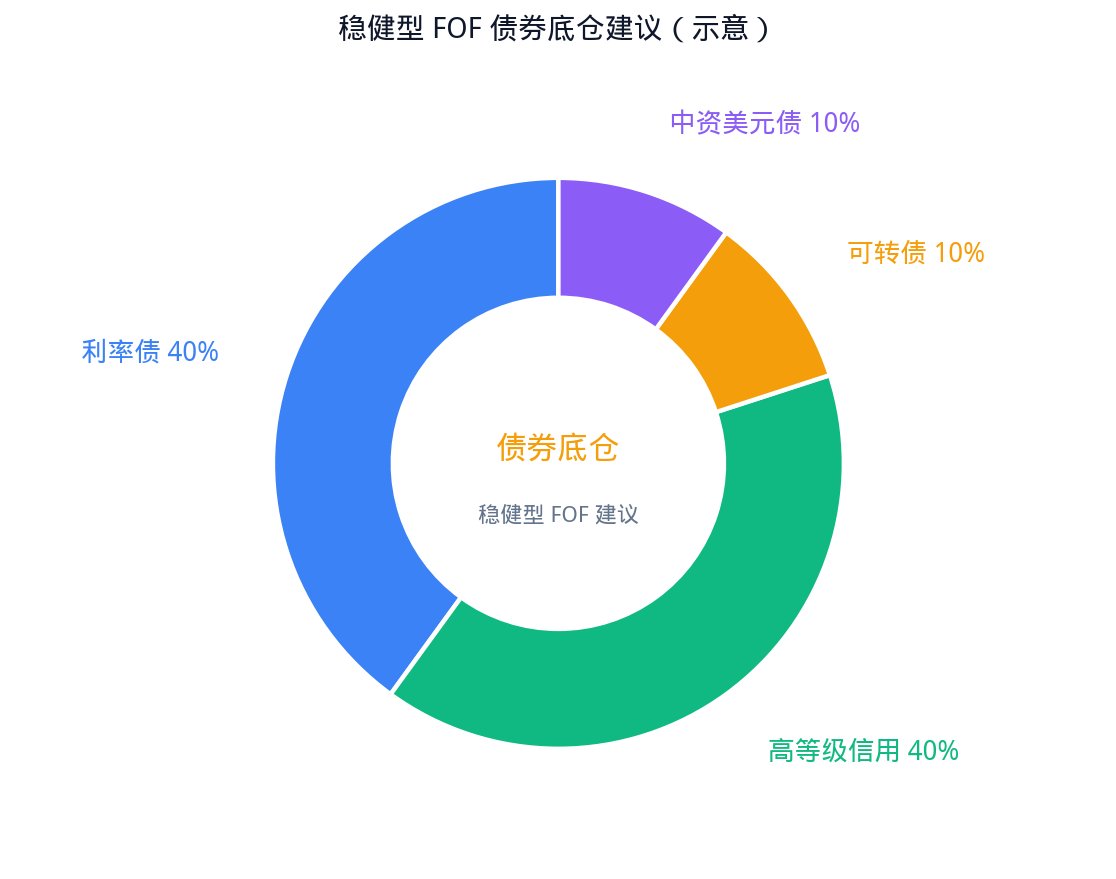 稳健型 FOF 债券底仓建议（示意）
中资美元债 10%
可转债 10%
利率债 40%
债券底仓
稳健型 FOF 建议
高等级信用 40%